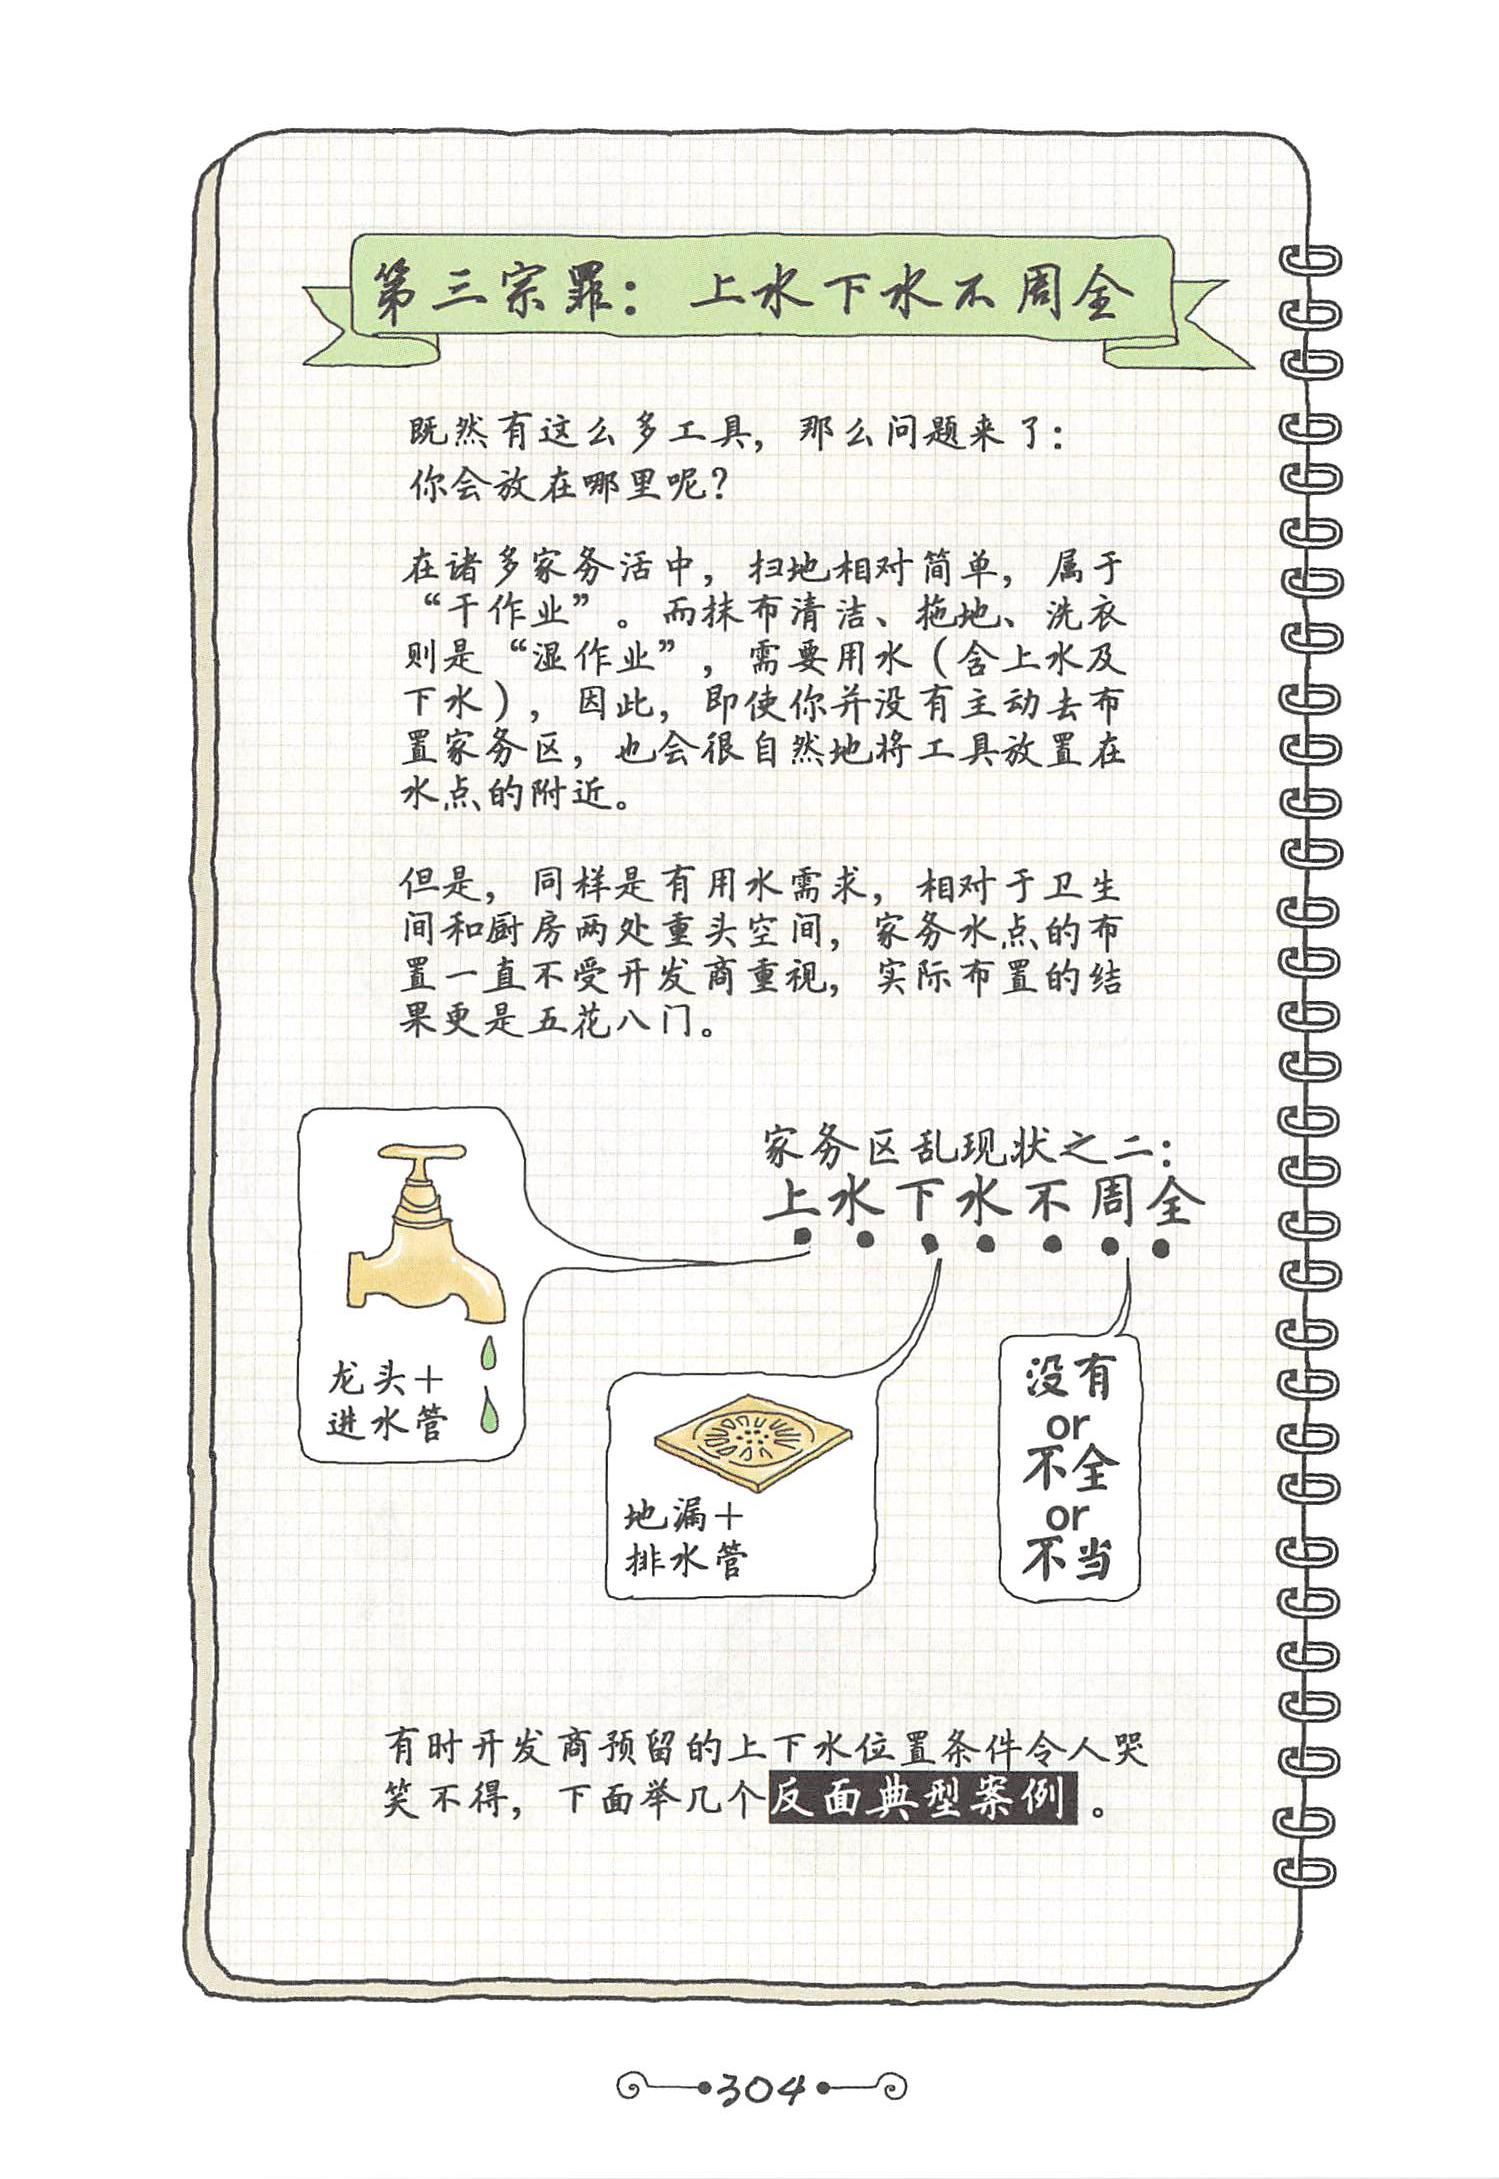 第三宗罪：上水下水不周全
既然有这么多工具，那么问题来了：
你会放在哪里呢？
在诸多家务活中，扫地相对简单，属于
“干作业”。而抹布清洁、拖地、洗衣
则是“湿作业”，需要用水（含上水及
下水），因此，即使你并没有主动去布
置家务区，也会很自然地将工具放置在
水点的附近。
但是，同样是有用水需求，相对于卫生
间和厨房两处重头空间，家务水点的布
置一直不受开发商重视，实际布置的结
果更是五花八门。
家务区乱现状之二：
上水下水不周全
龙头＋
进水管
地漏＋
排水管
没有
or
不全
or
不当
有时开发商预留的上下水位置条件令人哭
笑不得，下面举几个反面典型案例。
304